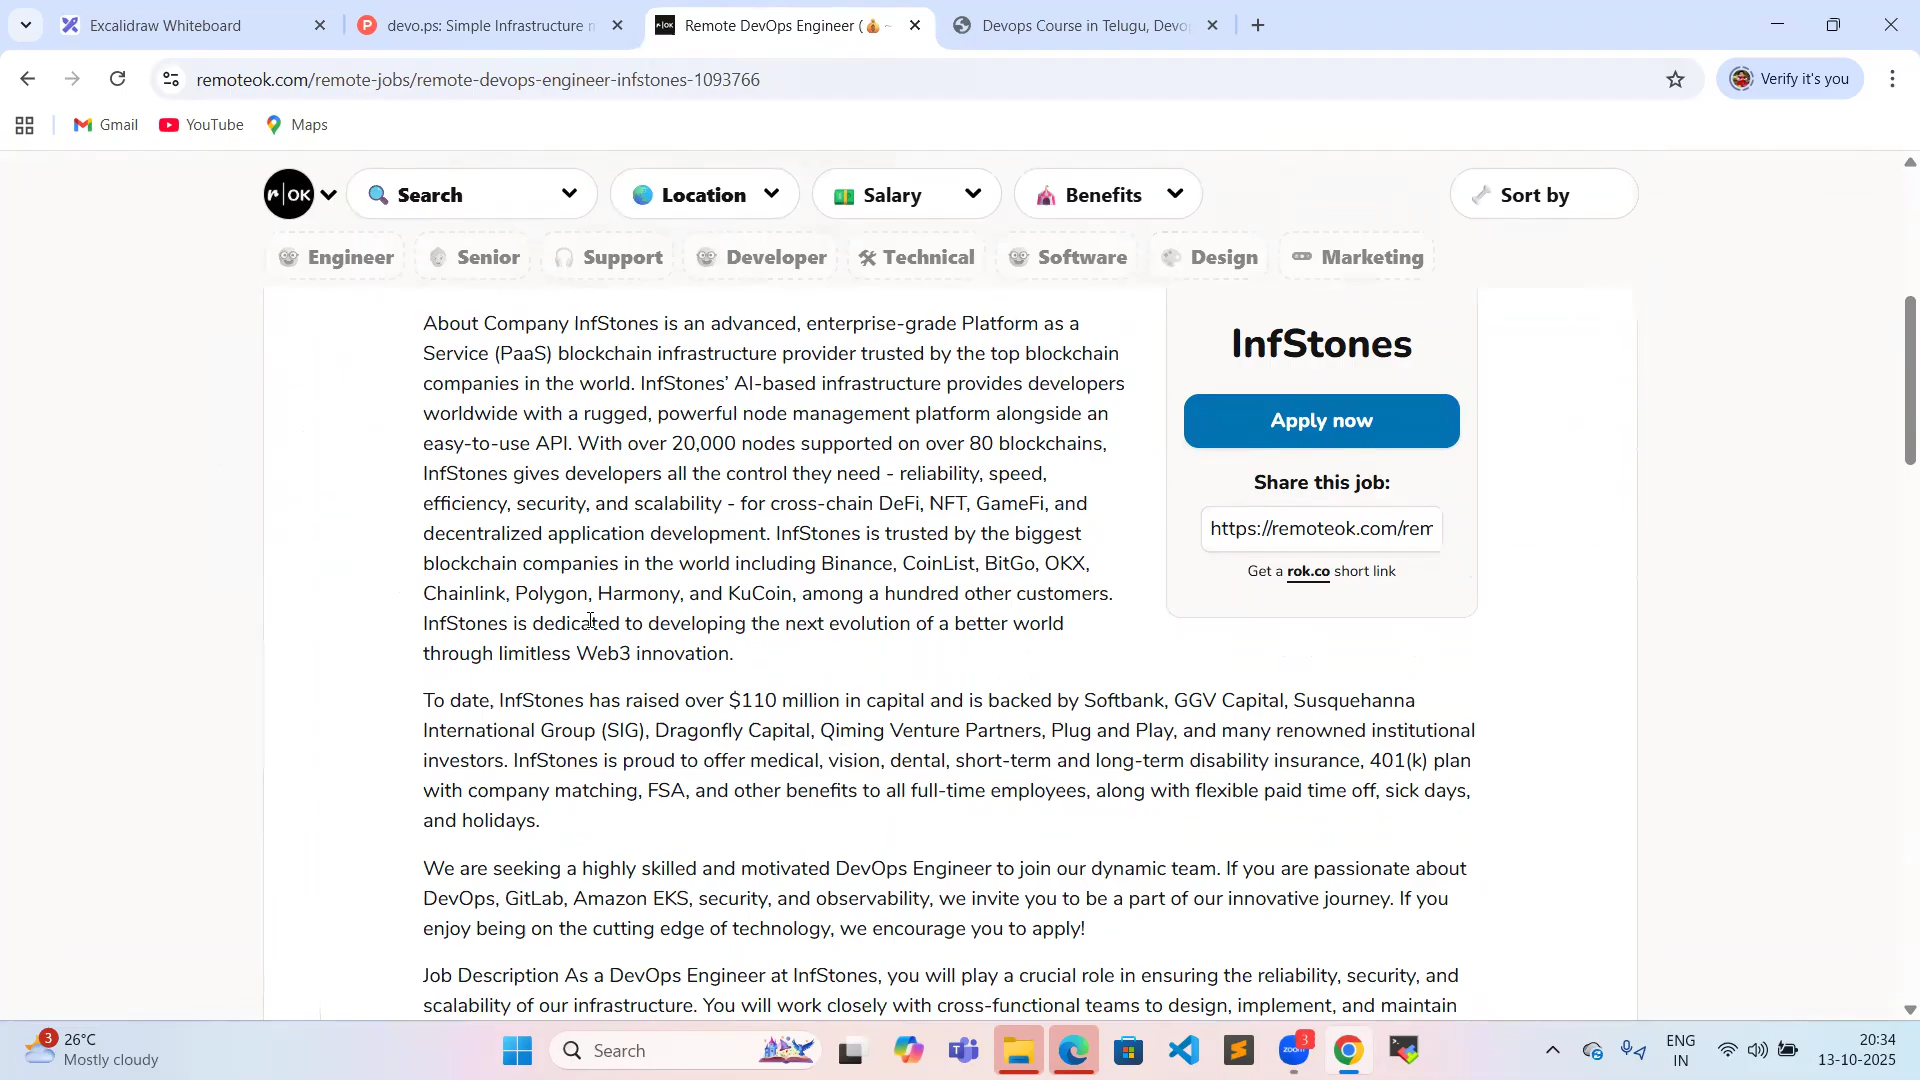 Excalidraw Whiteboard
devo.ps: Simple Infrastructure
Remote DevOps Engineer (
Devops Course in Telugu, Devo
remoteok.com/remote-jobs/remote-devops-engineer-infstones-1093766
Verify it's you
Gmail
YouTube
Maps
r|OK
Search
Location
Salary
Benefits
Sort by
Engineer
Senior
Support
Developer
Technical
Software
Design
Marketing
About Company InfStones is an advanced, enterprise-grade Platform as a
Service (PaaS) blockchain infrastructure provider trusted by the top blockchain
companies in the world. InfStones’ AI-based infrastructure provides developers
worldwide with a rugged, powerful node management platform alongside an
easy-to-use API. With over 20,000 nodes supported on over 80 blockchains,
InfStones gives developers all the control they need - reliability, speed,
efficiency, security, and scalability - for cross-chain DeFi, NFT, GameFi, and
decentralized application development. InfStones is trusted by the biggest
blockchain companies in the world including Binance, CoinList, BitGo, OKX,
Chainlink, Polygon, Harmony, and KuCoin, among a hundred other customers.
InfStones is dedicated to developing the next evolution of a better world
through limitless Web3 innovation.
InfStones
Apply now
Share this job:
https://remoteok.com/rem
Get a rok.co short link
To date, InfStones has raised over $110 million in capital and is backed by Softbank, GGV Capital, Susquehanna
International Group (SIG), Dragonfly Capital, Qiming Venture Partners, Plug and Play, and many renowned institutional
investors. InfStones is proud to offer medical, vision, dental, short-term and long-term disability insurance, 401(k) plan
with company matching, FSA, and other benefits to all full-time employees, along with flexible paid time off, sick days,
and holidays.
We are seeking a highly skilled and motivated DevOps Engineer to join our dynamic team. If you are passionate about
DevOps, GitLab, Amazon EKS, security, and observability, we invite you to be a part of our innovative journey. If you
enjoy being on the cutting edge of technology, we encourage you to apply!
Job Description As a DevOps Engineer at InfStones, you will play a crucial role in ensuring the reliability, security, and
scalability of our infrastructure. You will work closely with cross-functional teams to design, implement, and maintain
3
26°C
Mostly cloudy
Search
zoom
3
ENG
IN
20:34
13-10-2025